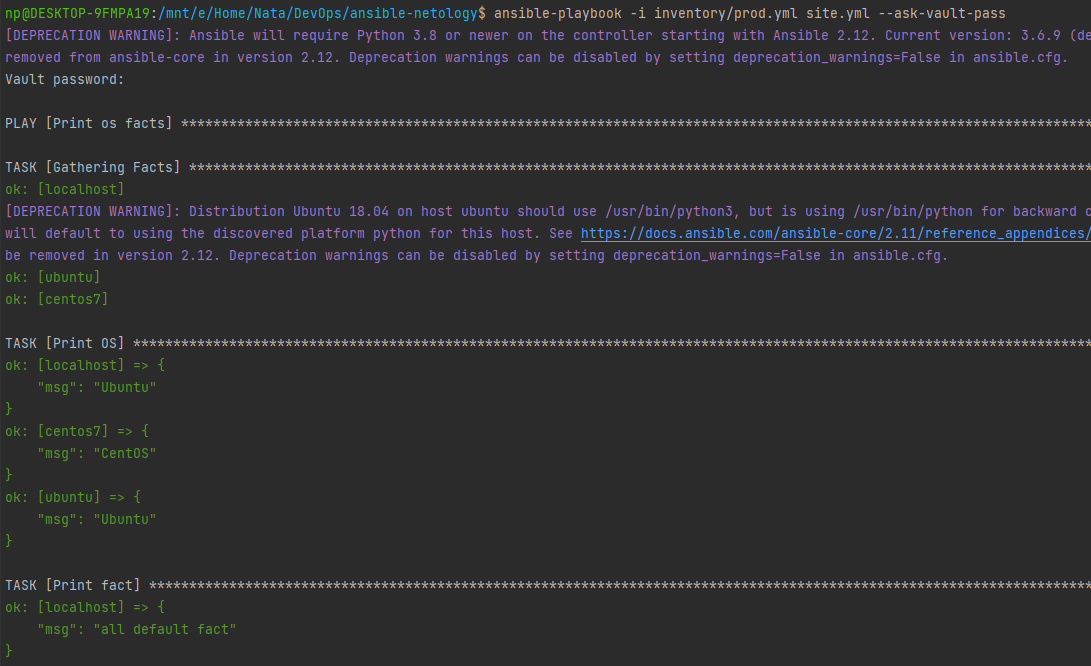 np@DESKTOP-9FMPA19:/mnt/e/Home/Nata/DevOps/ansible-netology$ ansible-playbook -i inventory/prod.yml site.yml --ask-vault-pass
[DEPRECATION WARNING]: Ansible will require Python 3.8 or newer on the controller starting with Ansible 2.12. Current version: 3.6.9 (de
removed from ansible-core in version 2.12. Deprecation warnings can be disabled by setting deprecation_warnings=False in ansible.cfg.
Vault password:
PLAY [Print os facts] ******************************************************************************************************************
TASK [Gathering Facts] *****************************************************************************************************************
ok: [localhost]
[DEPRECATION WARNING]: Distribution Ubuntu 18.04 on host ubuntu should use /usr/bin/python3, but is using /usr/bin/python for backward c
will default to using the discovered platform python for this host. See https://docs.ansible.com/ansible-core/2.11/reference_appendices/
be removed in version 2.12. Deprecation warnings can be disabled by setting deprecation_warnings=False in ansible.cfg.
ok: [ubuntu]
ok: [centos7]
TASK [Print OS] ************************************************************************************************************************
ok: [localhost] => {
    "msg": "Ubuntu"
}
ok: [centos7] => {
    "msg": "CentOS"
}
ok: [ubuntu] => {
    "msg": "Ubuntu"
}
TASK [Print fact] **********************************************************************************************************************
ok: [localhost] => {
    "msg": "all default fact"
}